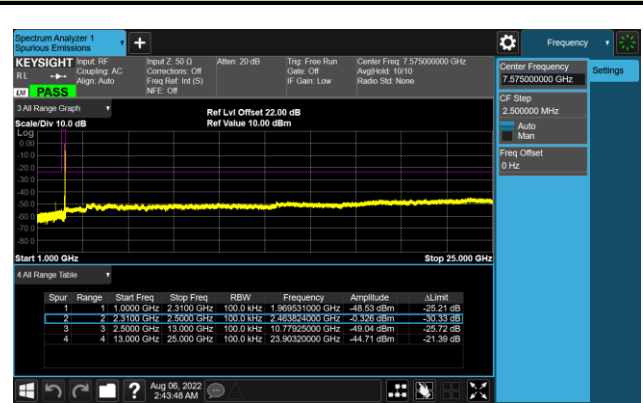 Spectrum Analyzer 1
Spurious Emissions
Frequency
KEYSIGHT
RL
Input: RF
Coupling: AC
Align: Auto
Input Z: 50 Ω
Corrections: Off
Freq Ref: Int (S)
NFE: Off
Atten: 20 dB
Trig: Free Run
Gate: Off
IF Gain: Low
Center Freq: 7.575000000 GHz
Avg|Hold: 10/10
Radio Std: None
LXI PASS
Center Frequency
7.575000000 GHz
Settings
CF Step
2.500000 MHz
Auto
Man
Freq Offset
0 Hz
3 All Range Graph
Scale/Div 10.0 dB
Ref Lvl Offset 22.00 dB
Ref Value 10.00 dBm
Log
0.00
-10.0
-20.0
-30.0
-40.0
-50.0
-60.0
-70.0
-80.0
Start 1.000 GHz
Stop 25.000 GHz
4 All Range Table
Spur Range Start Freq Stop Freq RBW Frequency Amplitude ΔLimit
1 1 1.0000 GHz 2.3100 GHz 100.0 kHz 1.969531000 GHz -48.53 dBm -25.21 dB
2 2 2.3100 GHz 2.5000 GHz 100.0 kHz 2.463824000 GHz -0.326 dBm -30.33 dB
3 3 2.5000 GHz 13.000 GHz 100.0 kHz 10.77925000 GHz -49.04 dBm -25.72 dB
4 4 13.000 GHz 25.000 GHz 100.0 kHz 23.90320000 GHz -44.71 dBm -21.39 dB
Aug 06, 2022
2:43:48 AM